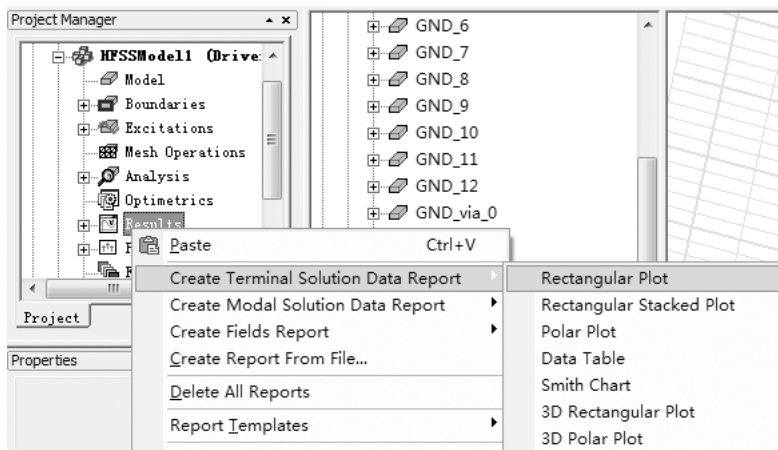 Project Manager
HFSSModel1 (Drive:
Model
Boundaries
Excitations
Mesh Operations
Analysis
Optimetrics
Results
F
Project
Properties
GND_6
GND_7
GND_8
GND_9
GND_10
GND_11
GND_12
GND_via_0
Paste Ctrl+V
Create Terminal Solution Data Report
Create Modal Solution Data Report
Create Fields Report
Create Report From File...
Delete All Reports
Report Templates
Rectangular Plot
Rectangular Stacked Plot
Polar Plot
Data Table
Smith Chart
3D Rectangular Plot
3D Polar Plot